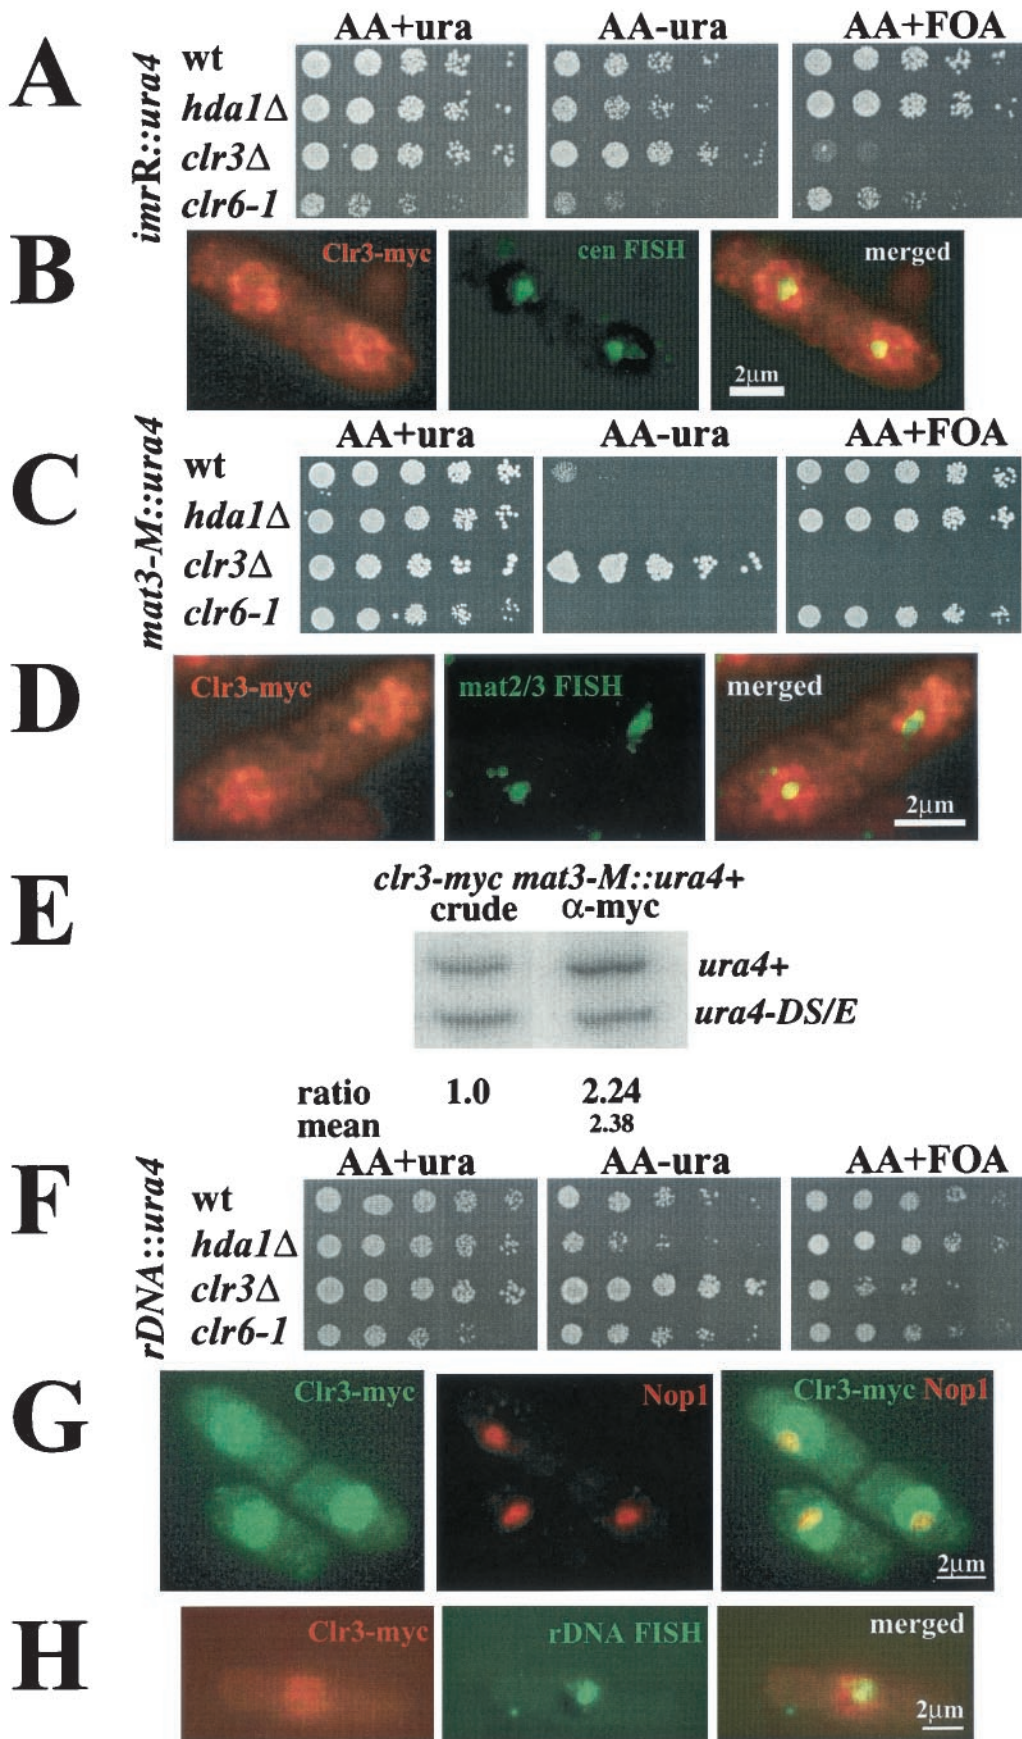 A
imrR::ura4
AA+ura AA-ura AA+FOA
wt
hda1Δ
clr3Δ
clr6-1
B
Clr3-myc cen FISH merged
2μm
C
mat3-M::ura4
AA+ura AA-ura AA+FOA
wt
hda1Δ
clr3Δ
clr6-1
D
Clr3-myc mat2/3 FISH merged
2μm
E
clr3-myc mat3-M::ura4+
crude α-myc
ura4+
ura4-DS/E
ratio 1.0 2.24
mean 2.38
F
rDNA::ura4
AA+ura AA-ura AA+FOA
wt
hda1Δ
clr3Δ
clr6-1
G
Clr3-myc Nop1 Clr3-myc Nop1
2μm
H
Clr3-myc rDNA FISH merged
2μm